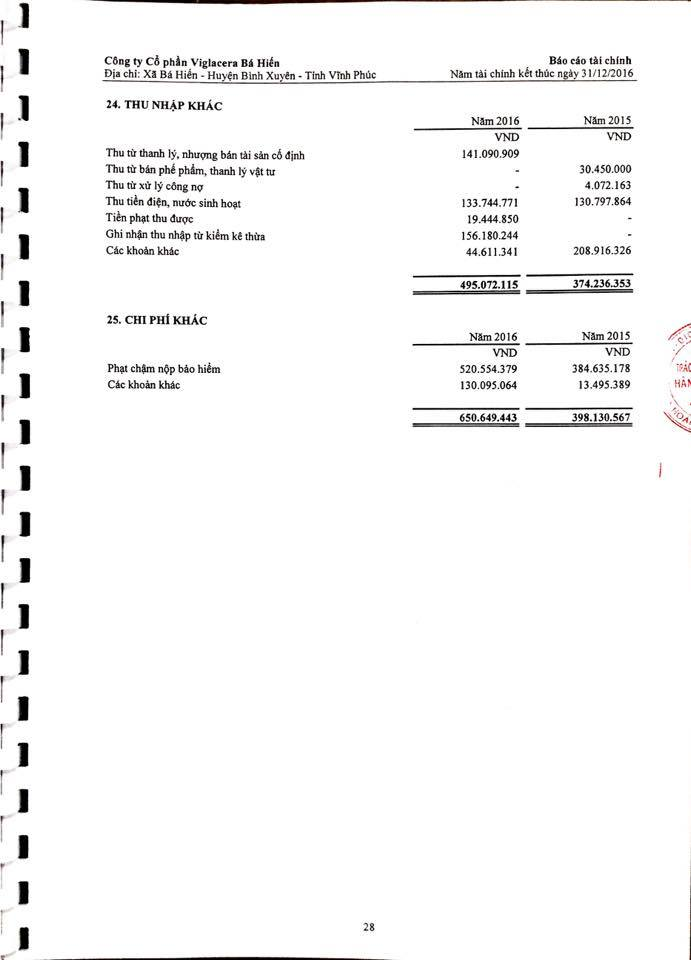 Công ty Cổ phần Viglacera Bá Hiến Báo cáo tài chính
Địa chỉ: Xã Bá Hiến - Huyện Bình Xuyên - Tỉnh Vĩnh Phúc Năm tài chính kết thúc ngày 31/12/2016
24. THU NHẬP KHÁC
Năm 2016 Năm 2015
VND VND
Thu từ thanh lý, nhượng bán tài sản cố định 141.090.909
Thu từ bán phế phẩm, thanh lý vật tư - 30.450.000
Thu từ xử lý công nợ - 4.072.163
Thu tiền điện, nước sinh hoạt 133.744.771 130.797.864
Tiền phạt thu được 19.444.850 -
Ghi nhận thu nhập từ kiểm kê thừa 156.180.244 -
Các khoản khác 44.611.341 208.916.326
495.072.115 374.236.353
25. CHI PHÍ KHÁC
Năm 2016 Năm 2015
VND VND
Phạt chậm nộp bảo hiểm 520.554.379 384.635.178
Các khoản khác 130.095.064 13.495.389
650.649.443 398.130.567
28